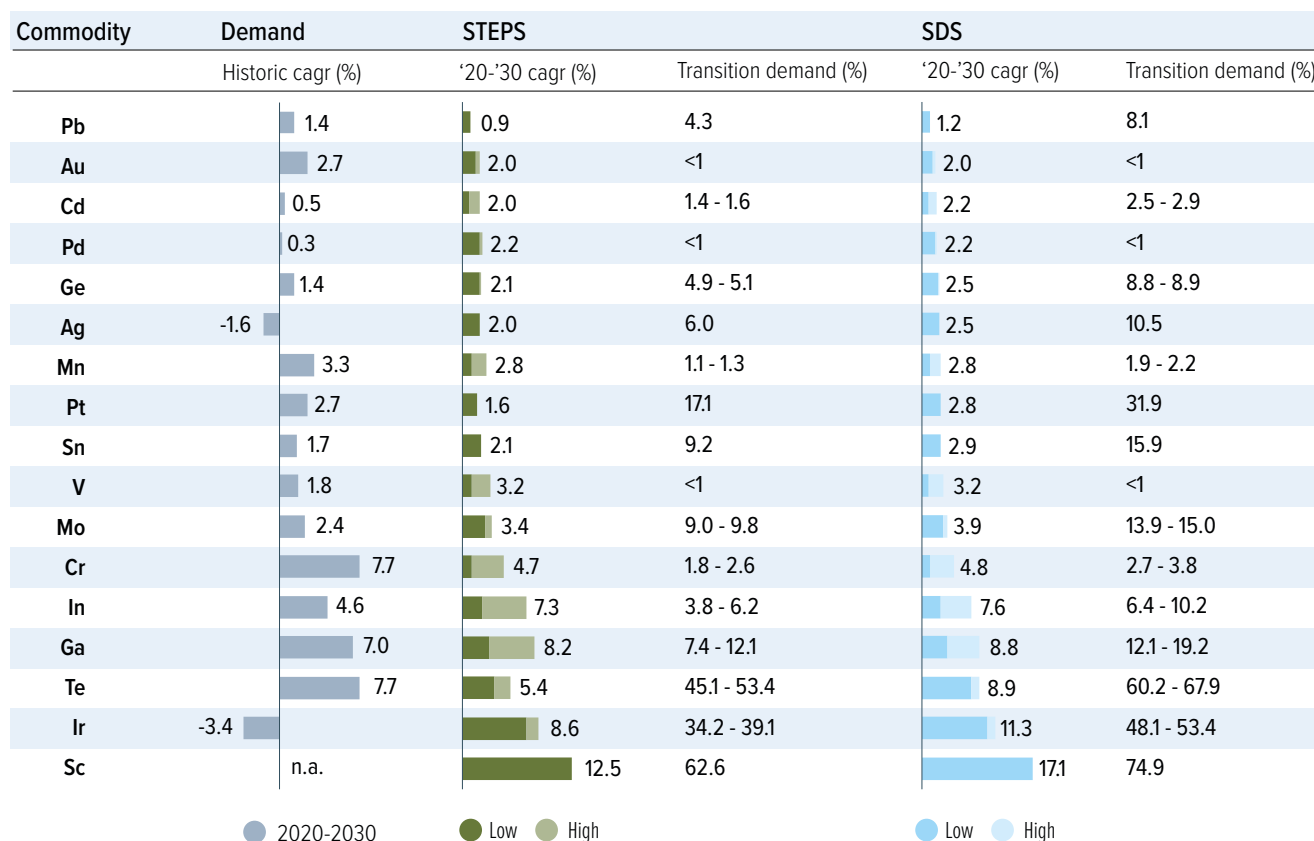 Commodity Demand STEPS SDS
Historic cagr (%) ‘20-’30 cagr (%) Transition demand (%) ‘20-’30 cagr (%) Transition demand (%)
Pb 1.4 0.9 4.3 1.2 8.1
Au 2.7 2.0 <1 2.0 <1
Cd 0.5 2.0 1.4 - 1.6 2.2 2.5 - 2.9
Pd 0.3 2.2 <1 2.2 <1
Ge 1.4 2.1 4.9 - 5.1 2.5 8.8 - 8.9
Ag -1.6 2.0 6.0 2.5 10.5
Mn 3.3 2.8 1.1 - 1.3 2.8 1.9 - 2.2
Pt 2.7 1.6 17.1 2.8 31.9
Sn 1.7 2.1 9.2 2.9 15.9
V 1.8 3.2 <1 3.2 <1
Mo 2.4 3.4 9.0 - 9.8 3.9 13.9 - 15.0
Cr 7.7 4.7 1.8 - 2.6 4.8 2.7 - 3.8
In 4.6 7.3 3.8 - 6.2 7.6 6.4 - 10.2
Ga 7.0 8.2 7.4 - 12.1 8.8 12.1 - 19.2
Te 7.7 5.4 45.1 - 53.4 8.9 60.2 - 67.9
Ir -3.4 8.6 34.2 - 39.1 11.3 48.1 - 53.4
Sc n.a. 12.5 62.6 17.1 74.9
2020-2030 Low High Low High